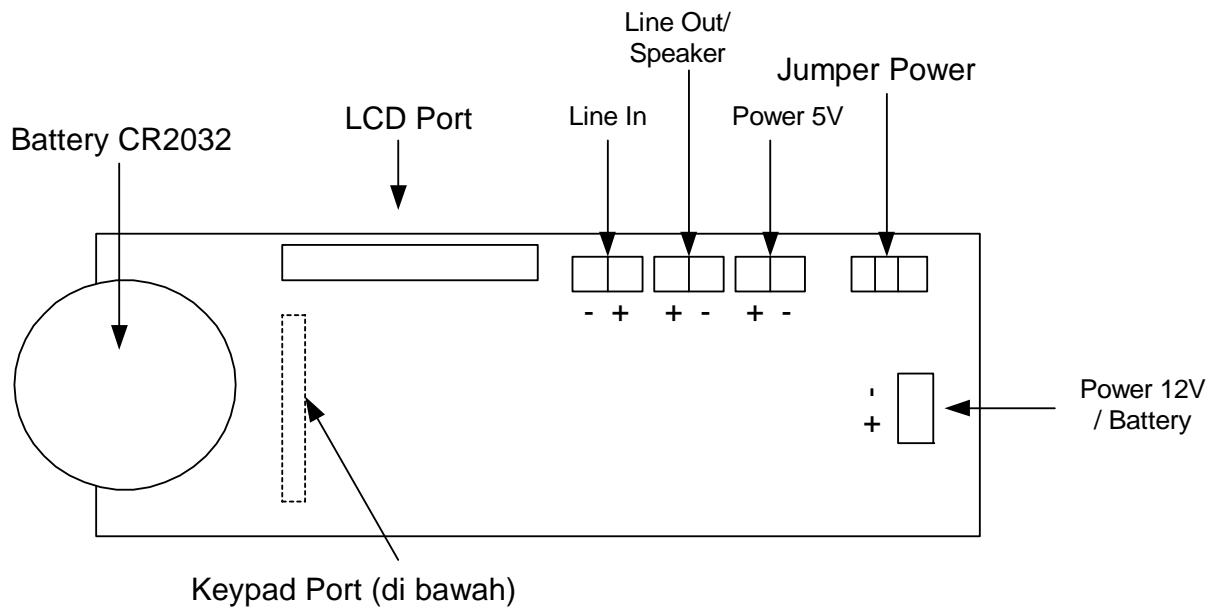 Line Out/
Speaker
Jumper Power
LCD Port
Line In
Power 5V
Battery CR2032
- +
+ -
+ -
-
+
Power 12V
/ Battery
Keypad Port (di bawah)